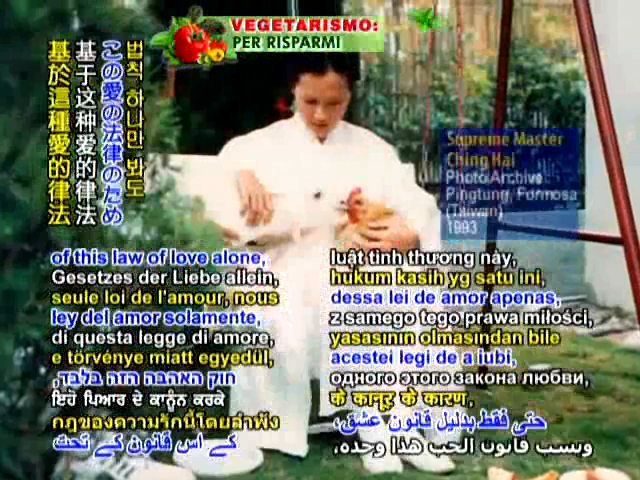 VEGETARISMO:
PER RISPARMI
법칙 하나만 봐도
この愛の法律のため
基于这种爱的律法
基於這種愛的律法
Supreme Master
Ching Hai
Photo Archive
Pingtung, Formosa
(Taiwan)
1993
of this law of love alone,
Gesetzes der Liebe allein,
seule loi de l'amour, nous
ley del amor solamente,
di questa legge di amore,
e törvénye miatt egyedül,
חוק האהבה הזה בלבד,
ਇਹੋ ਪਿਆਰ ਦੇ ਕਾਨੂੰਨ ਕਰਕੇ
กฎของความรักนี้โดยลำพัง
کے اس قانون کے تحت
luật tình thương này,
hukum kasih yg satu ini,
dessa lei de amor apenas,
z samego tego prawa miłości,
yasasının olmasından bile
acestei legi de a iubi,
одного этого закона любви,
के कानून के कारण,
حتی فقط بدلیل قانون عشق،
وبسبب قانون الحب هذا وحده،